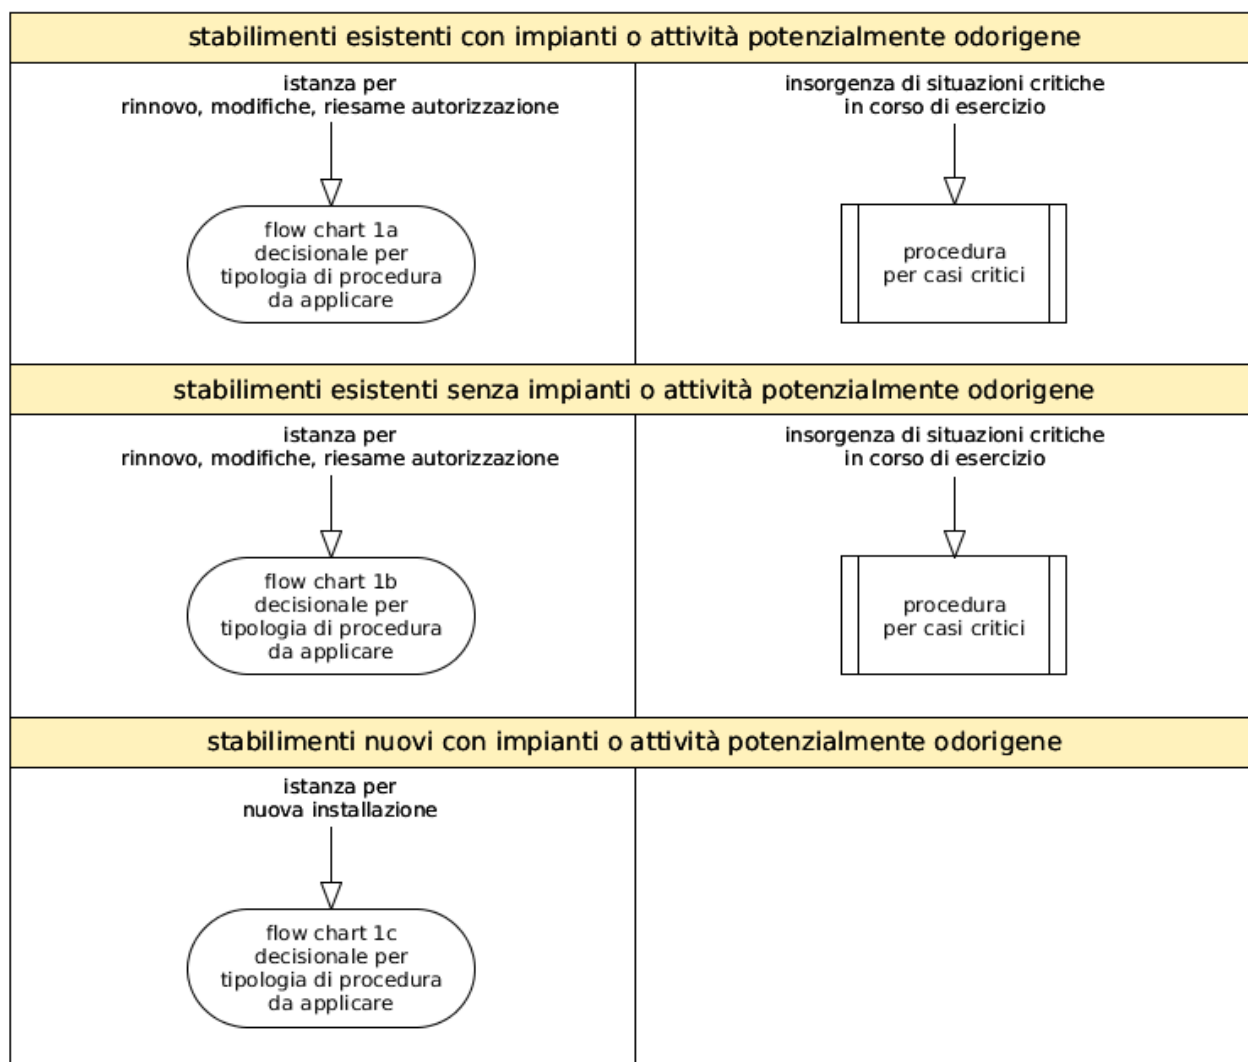 stabilimenti esistenti con impianti o attività potenzialmente odorigene
istanza per
rinnovo, modifiche, riesame autorizzazione
flow chart 1a
decisionale per
tipologia di procedura
da applicare
insorgenza di situazioni critiche
in corso di esercizio
procedura
per casi critici
stabilimenti esistenti senza impianti o attività potenzialmente odorigene
istanza per
rinnovo, modifiche, riesame autorizzazione
flow chart 1b
decisionale per
tipologia di procedura
da applicare
insorgenza di situazioni critiche
in corso di esercizio
procedura
per casi critici
stabilimenti nuovi con impianti o attività potenzialmente odorigene
istanza per
nuova installazione
flow chart 1c
decisionale per
tipologia di procedura
da applicare